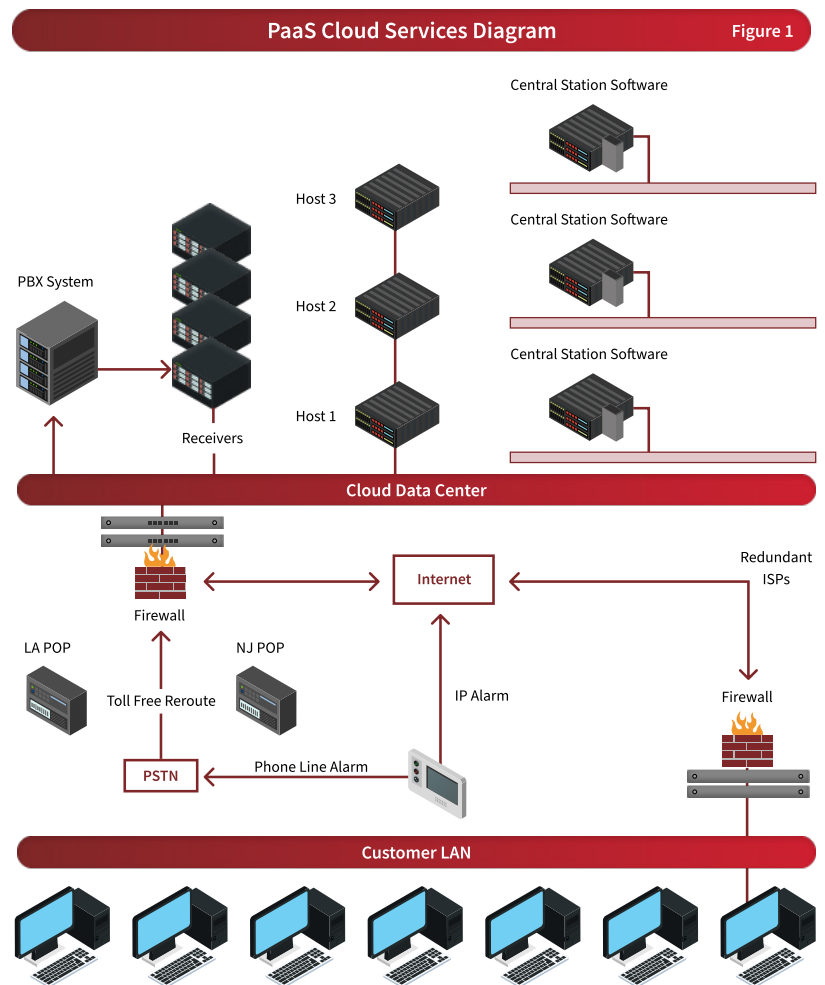 PaaS Cloud Services Diagram
Figure 1
Central Station Software
Host 3
Central Station Software
PBX System
Host 2
Central Station Software
Host 1
Receivers
Cloud Data Center
Internet
Redundant
ISPs
Firewall
LA POP
NJ POP
Toll Free Reroute
IP Alarm
Firewall
PSTN
Phone Line Alarm
Customer LAN